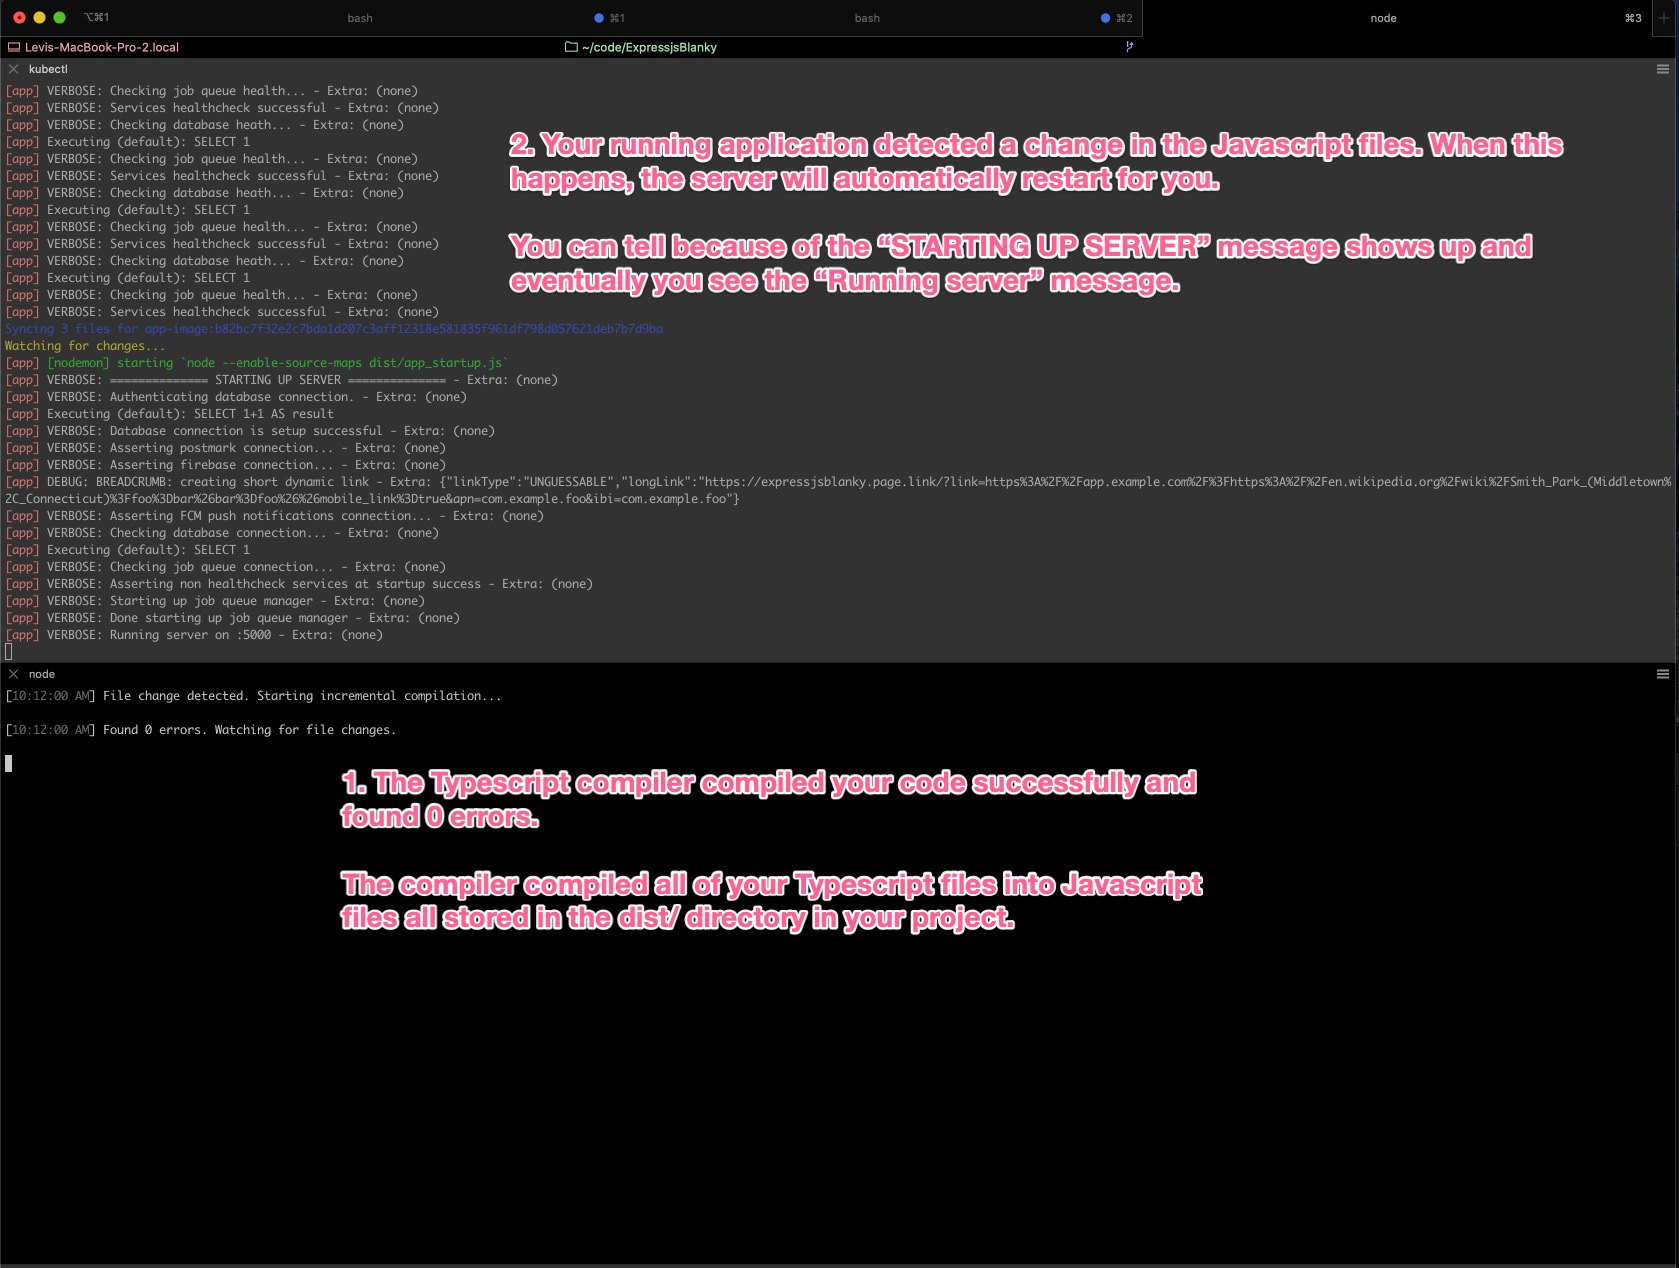 ⌥⌘1 bash ⌘1 bash ⌘2 node ⌘3 +
Levis-MacBook-Pro-2.local ~/code/ExpressjsBlanky
kubectl
[app] VERBOSE: Checking job queue health... - Extra: (none)
[app] VERBOSE: Services healthcheck successful - Extra: (none)
[app] VERBOSE: Checking database heath... - Extra: (none)
[app] Executing (default): SELECT 1
[app] VERBOSE: Checking job queue health... - Extra: (none)
[app] VERBOSE: Services healthcheck successful - Extra: (none)
[app] VERBOSE: Checking database heath... - Extra: (none)
[app] Executing (default): SELECT 1
[app] VERBOSE: Checking job queue health... - Extra: (none)
[app] VERBOSE: Services healthcheck successful - Extra: (none)
[app] VERBOSE: Checking database heath... - Extra: (none)
[app] Executing (default): SELECT 1
[app] VERBOSE: Checking job queue health... - Extra: (none)
[app] VERBOSE: Services healthcheck successful - Extra: (none)
2. Your running application detected a change in the Javascript files. When this
happens, the server will automatically restart for you.
You can tell because of the “STARTING UP SERVER” message shows up and
eventually you see the “Running server” message.
Syncing 3 files for app-image:b82bc7f32e2c7bda1d207c3aff12318e581835f961df798d057621deb7b7d9ba
Watching for changes...
[app] [nodemon] starting `node --enable-source-maps dist/app_startup.js`
[app] VERBOSE: ============== STARTING UP SERVER ============== - Extra: (none)
[app] VERBOSE: Authenticating database connection. - Extra: (none)
[app] Executing (default): SELECT 1+1 AS result
[app] VERBOSE: Database connection is setup successful - Extra: (none)
[app] VERBOSE: Asserting postmark connection... - Extra: (none)
[app] VERBOSE: Asserting firebase connection... - Extra: (none)
[app] DEBUG: BREADCRUMB: creating short dynamic link - Extra: {"linkType":"UNGUESSABLE","longLink":"https://expressjsblanky.page.link/?link=https%3A%2F%2Fapp.example.com%2F%3Fhttps%3A%2F%2Fen.wikipedia.org%2Fwiki%2FSmith_Park_(Middletown%
2C_Connecticut)%3Ffoo%3Dbar%26bar%3Dfoo%26%26mobile_link%3Dtrue&apn=com.example.foo&ibi=com.example.foo"}
[app] VERBOSE: Asserting FCM push notifications connection... - Extra: (none)
[app] VERBOSE: Checking database connection... - Extra: (none)
[app] Executing (default): SELECT 1
[app] VERBOSE: Checking job queue connection... - Extra: (none)
[app] VERBOSE: Asserting non healthcheck services at startup success - Extra: (none)
[app] VERBOSE: Starting up job queue manager - Extra: (none)
[app] VERBOSE: Done starting up job queue manager - Extra: (none)
[app] VERBOSE: Running server on :5000 - Extra: (none)
node
[10:12:00 AM] File change detected. Starting incremental compilation...
[10:12:00 AM] Found 0 errors. Watching for file changes.
1. The Typescript compiler compiled your code successfully and
found 0 errors.
The compiler compiled all of your Typescript files into Javascript
files all stored in the dist/ directory in your project.